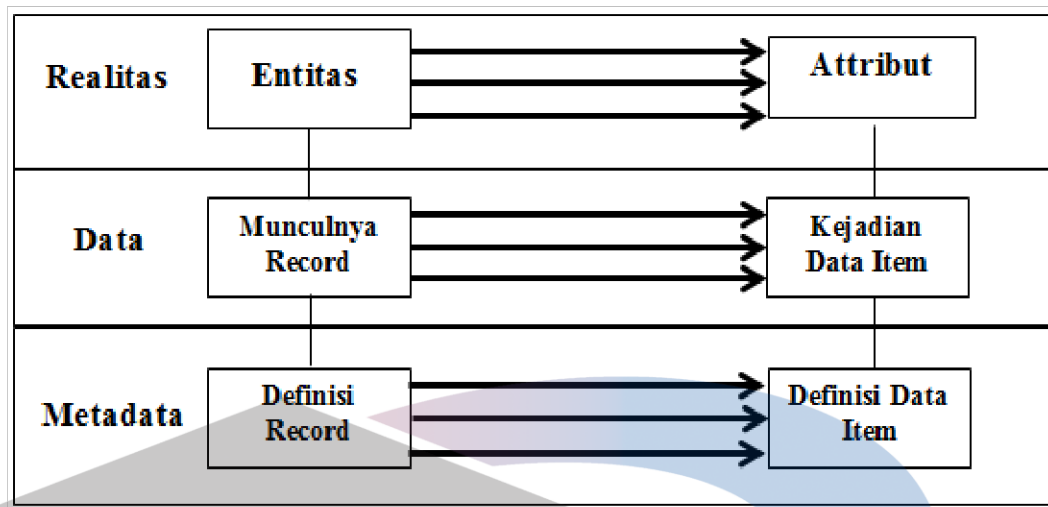 Realitas
Entitas
Attribut
Data
Munculnya
Record
Kejadian
Data Item
Metadata
Definisi
Record
Definisi Data
Item